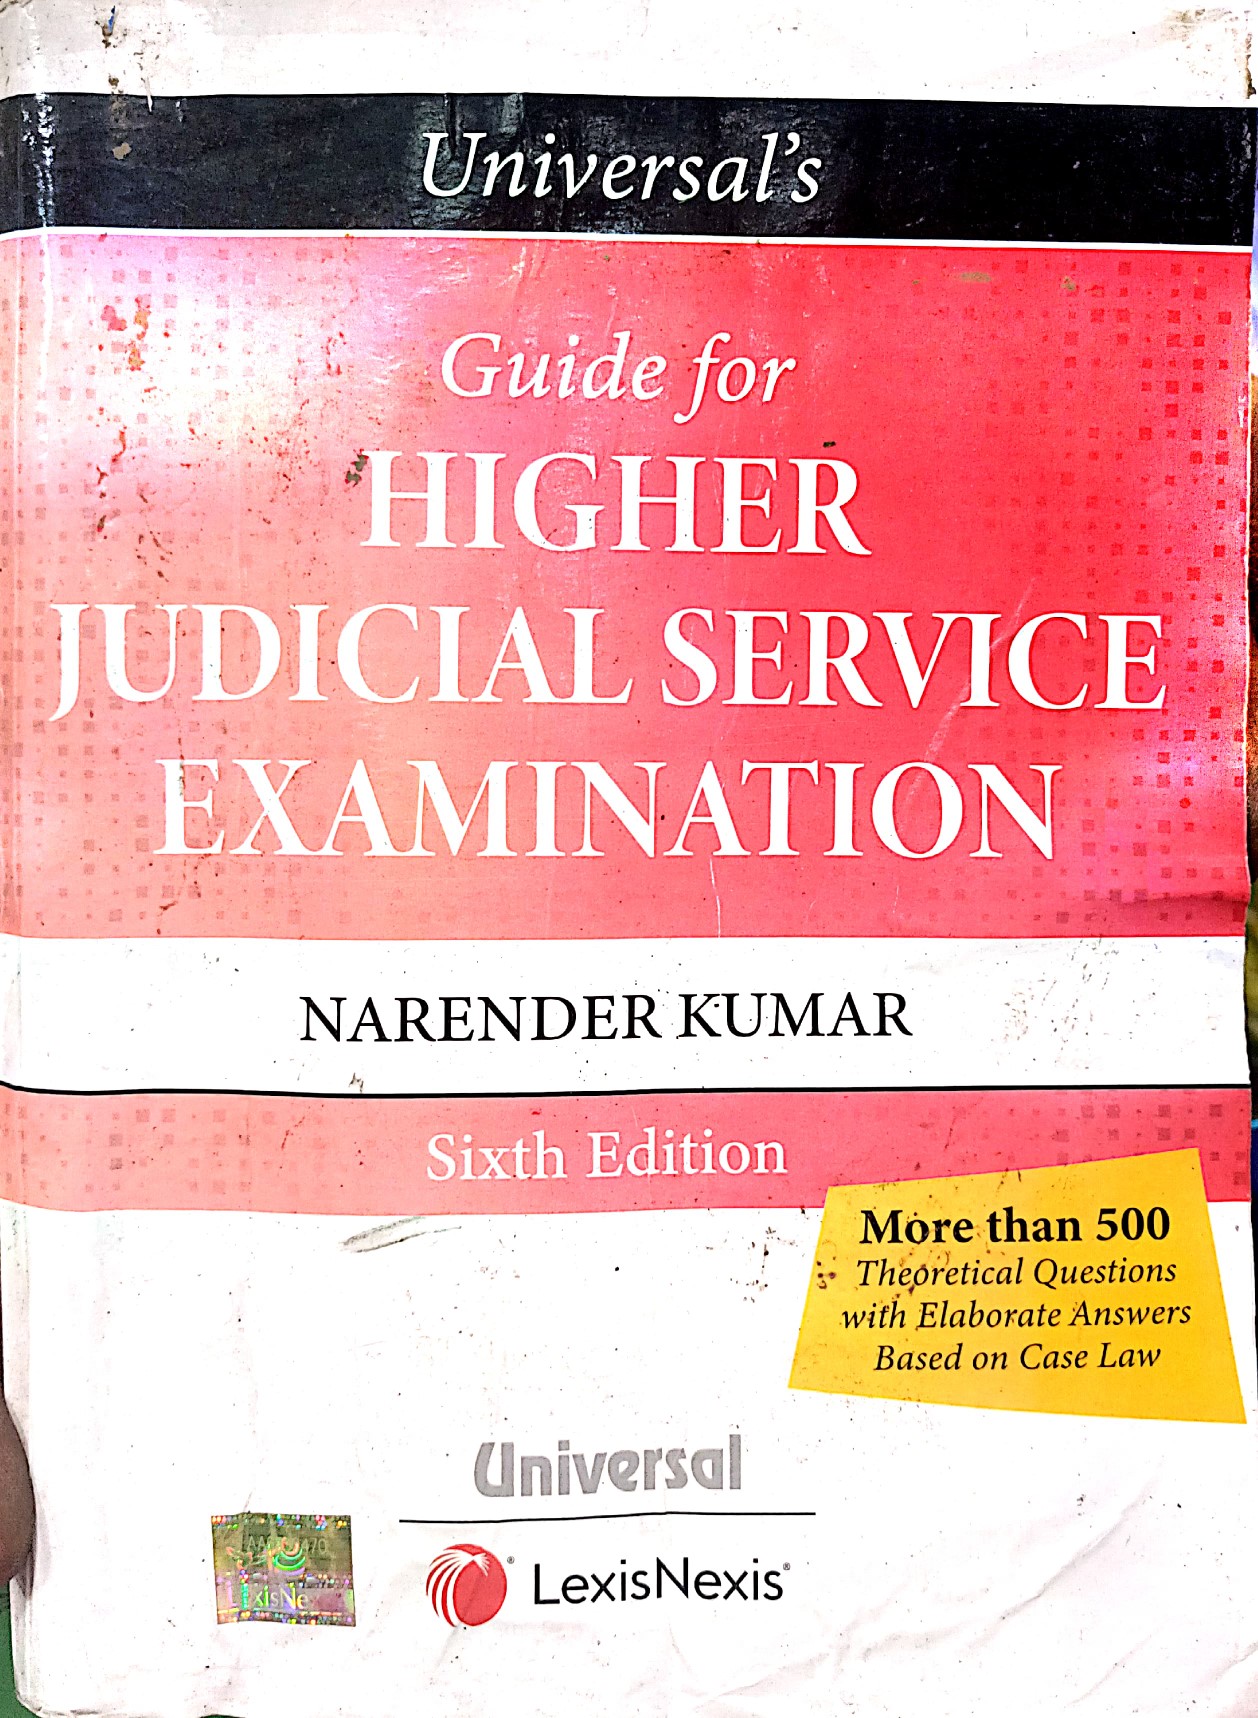 Universal's
Guide for
HIGHER
JUDICIAL SERVICE
EXAMINATION
NARENDER KUMAR
Sixth Edition
More than 500
Theoretical Questions
with Elaborate Answers
Based on Case Law
Universal
LexisNexis®